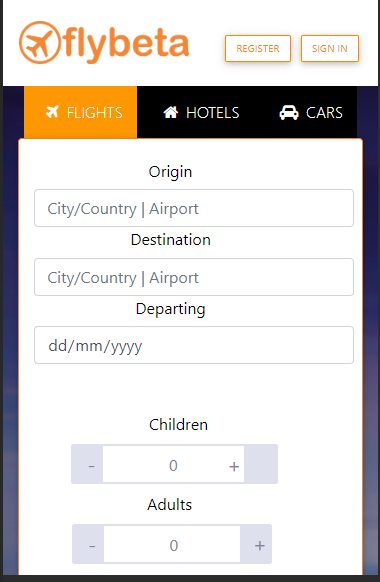 flybeta
REGISTER
SIGN IN
FLIGHTS
HOTELS
CARS
Origin
City/Country | Airport
Destination
City/Country | Airport
Departing
dd/mm/yyyy
Children
- 0 +
Adults
- 0 +